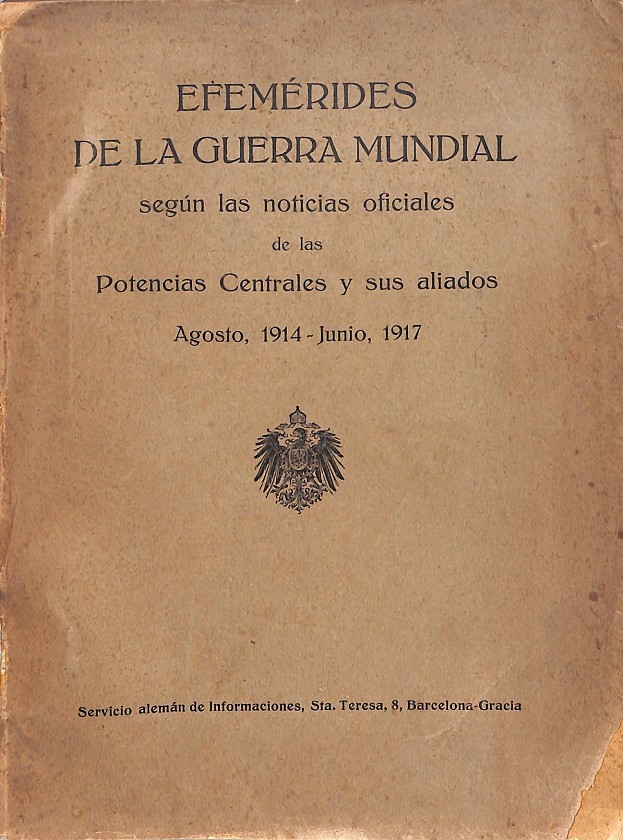 EFEMÉRIDES
DE LA GUERRA MUNDIAL
según las noticias oficiales
de las
Potencias Centrales y sus aliados
Agosto, 1914 - Junio, 1917
Servicio alemán de Informaciones, Sta. Teresa, 8, Barcelona-Gracia